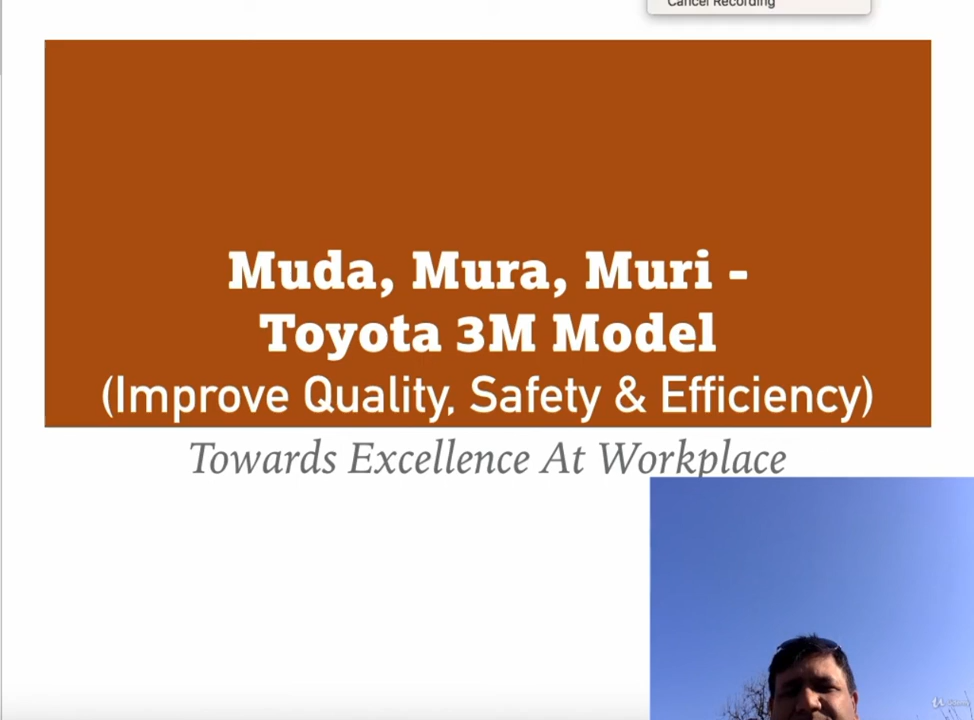 Cancel Recording
Muda, Mura, Muri -
Toyota 3M Model
(Improve Quality, Safety & Efficiency)
Towards Excellence At Workplace